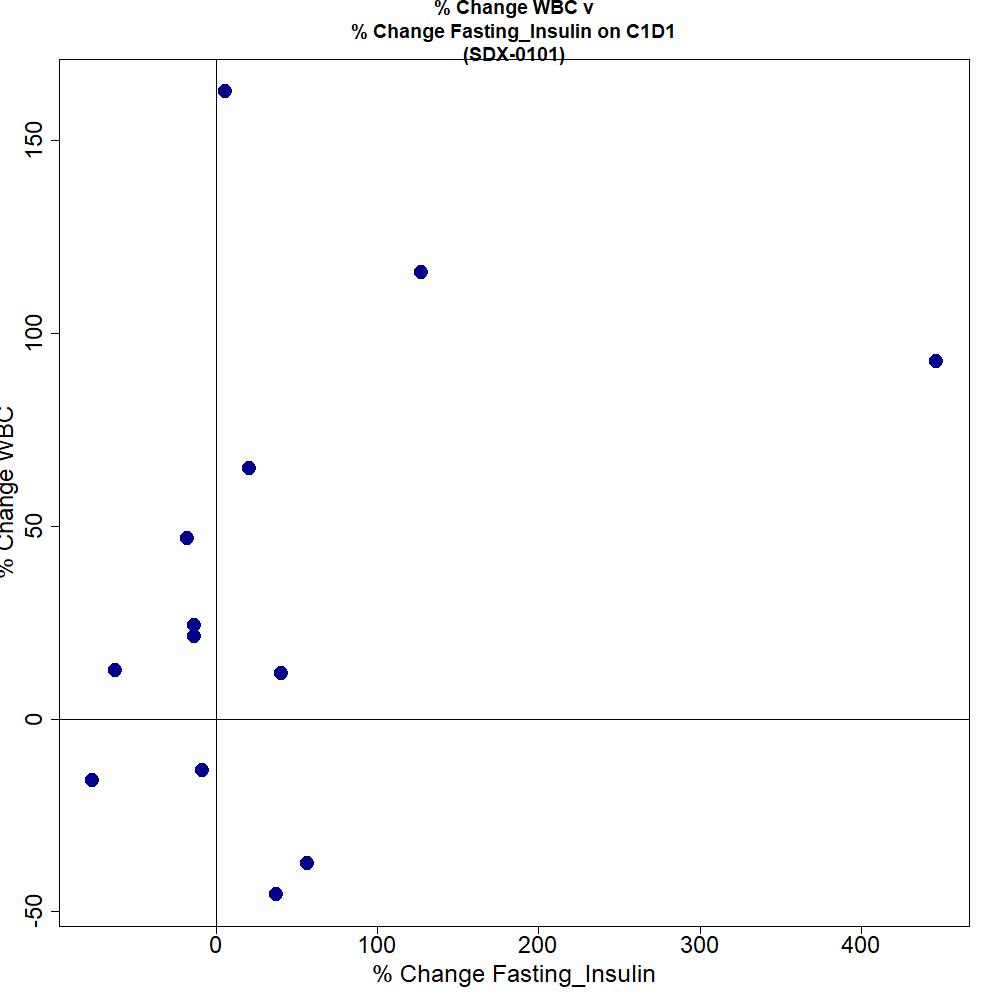 % Change WBC v
% Change Fasting_Insulin on C1D1
(SDX-0101)
% Change WBC
150
100
50
0
-50
0 100 200 300 400
% Change Fasting_Insulin